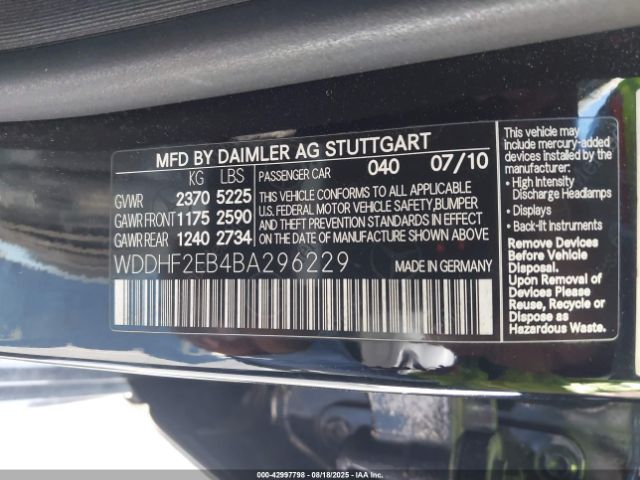 MFD BY DAIMLER AG STUTTGART
KG LBS
GVWR 2370 5225
GAWR FRONT 1175 2590
GAWR REAR 1240 2734
PASSENGER CAR 040 07/10
THIS VEHICLE CONFORMS TO ALL APPLICABLE
U.S. FEDERAL MOTOR VEHICLE SAFETY,BUMPER
AND THEFT PREVENTION STANDARDS IN EFFECT
ON THE DATE OF MANUFACTURE SHOWN ABOVE
WDDHF2EB4BA296229 MADE IN GERMANY
This vehicle may
include mercury-added
devices installed by the
manufacturer:
• High Intensity
Discharge Headlamps
• Displays
• Back-lit Instruments
Remove Devices
Before Vehicle
Disposal.
Upon Removal of
Devices Please
Reuse, Recycle or
Dispose as
Hazardous Waste.
000-42997798 - 08/18/2025 - IAAI, Inc. Copyright